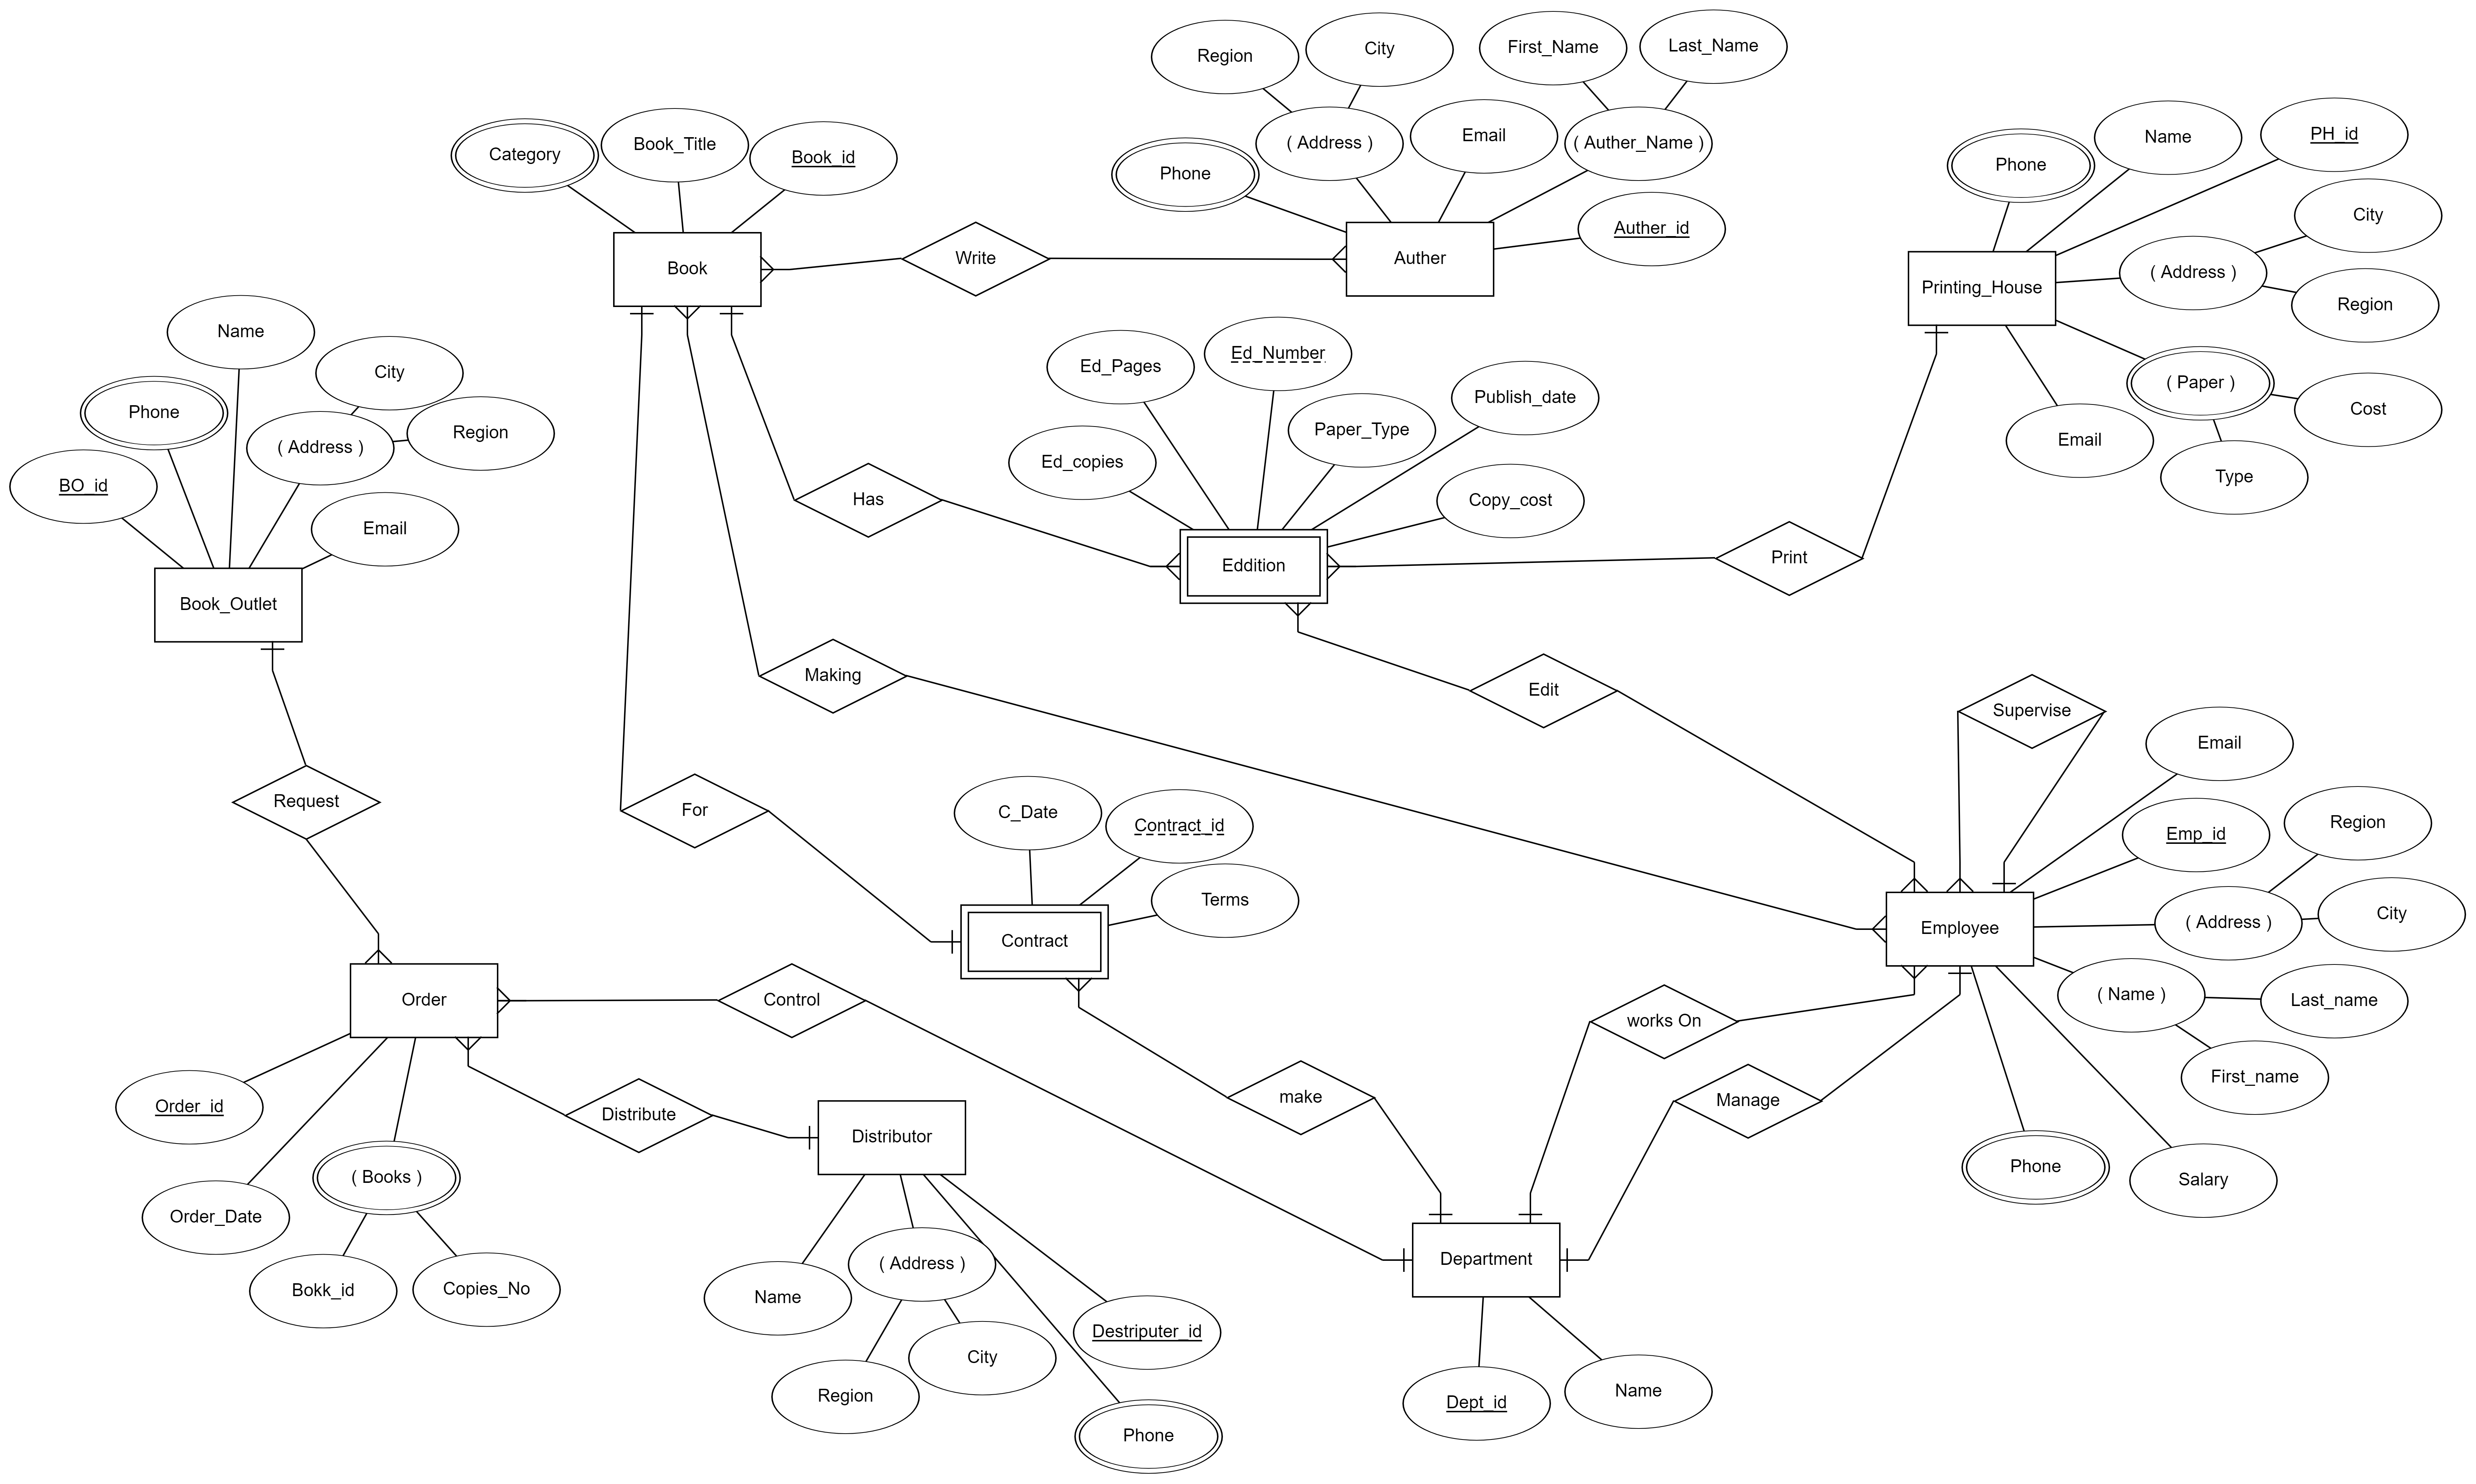 Region
City
First_Name
Last_Name
Category
Book_Title
Book_id
Phone
( Address )
Email
( Auther_Name )
Auther_id
Phone
Name
PH_id
City
( Address )
Region
( Paper )
Cost
Email
Type
Book
Write
Auther
Printing_House
Name
City
Phone
( Address )
Region
BO_id
Email
Book_Outlet
Ed_Pages
Ed_Number
Publish_date
Paper_Type
Ed_copies
Copy_cost
Has
Eddition
Print
Making
Edit
Supervise
Email
Request
For
C_Date
Contract_id
Terms
Emp_id
Region
( Address )
City
Contract
Employee
( Name )
Last_name
First_name
Order
Control
works On
Manage
make
Order_id
Distribute
Distributor
Phone
Salary
( Books )
Order_Date
Bokk_id
Copies_No
Name
( Address )
Department
Destriputer_id
City
Region
Phone
Dept_id
Name